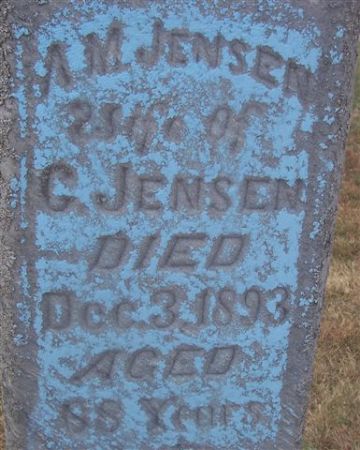 A M JENSEN
Wife of
C. JENSEN
DIED
Dec. 3, 1893
AGED
88 Years